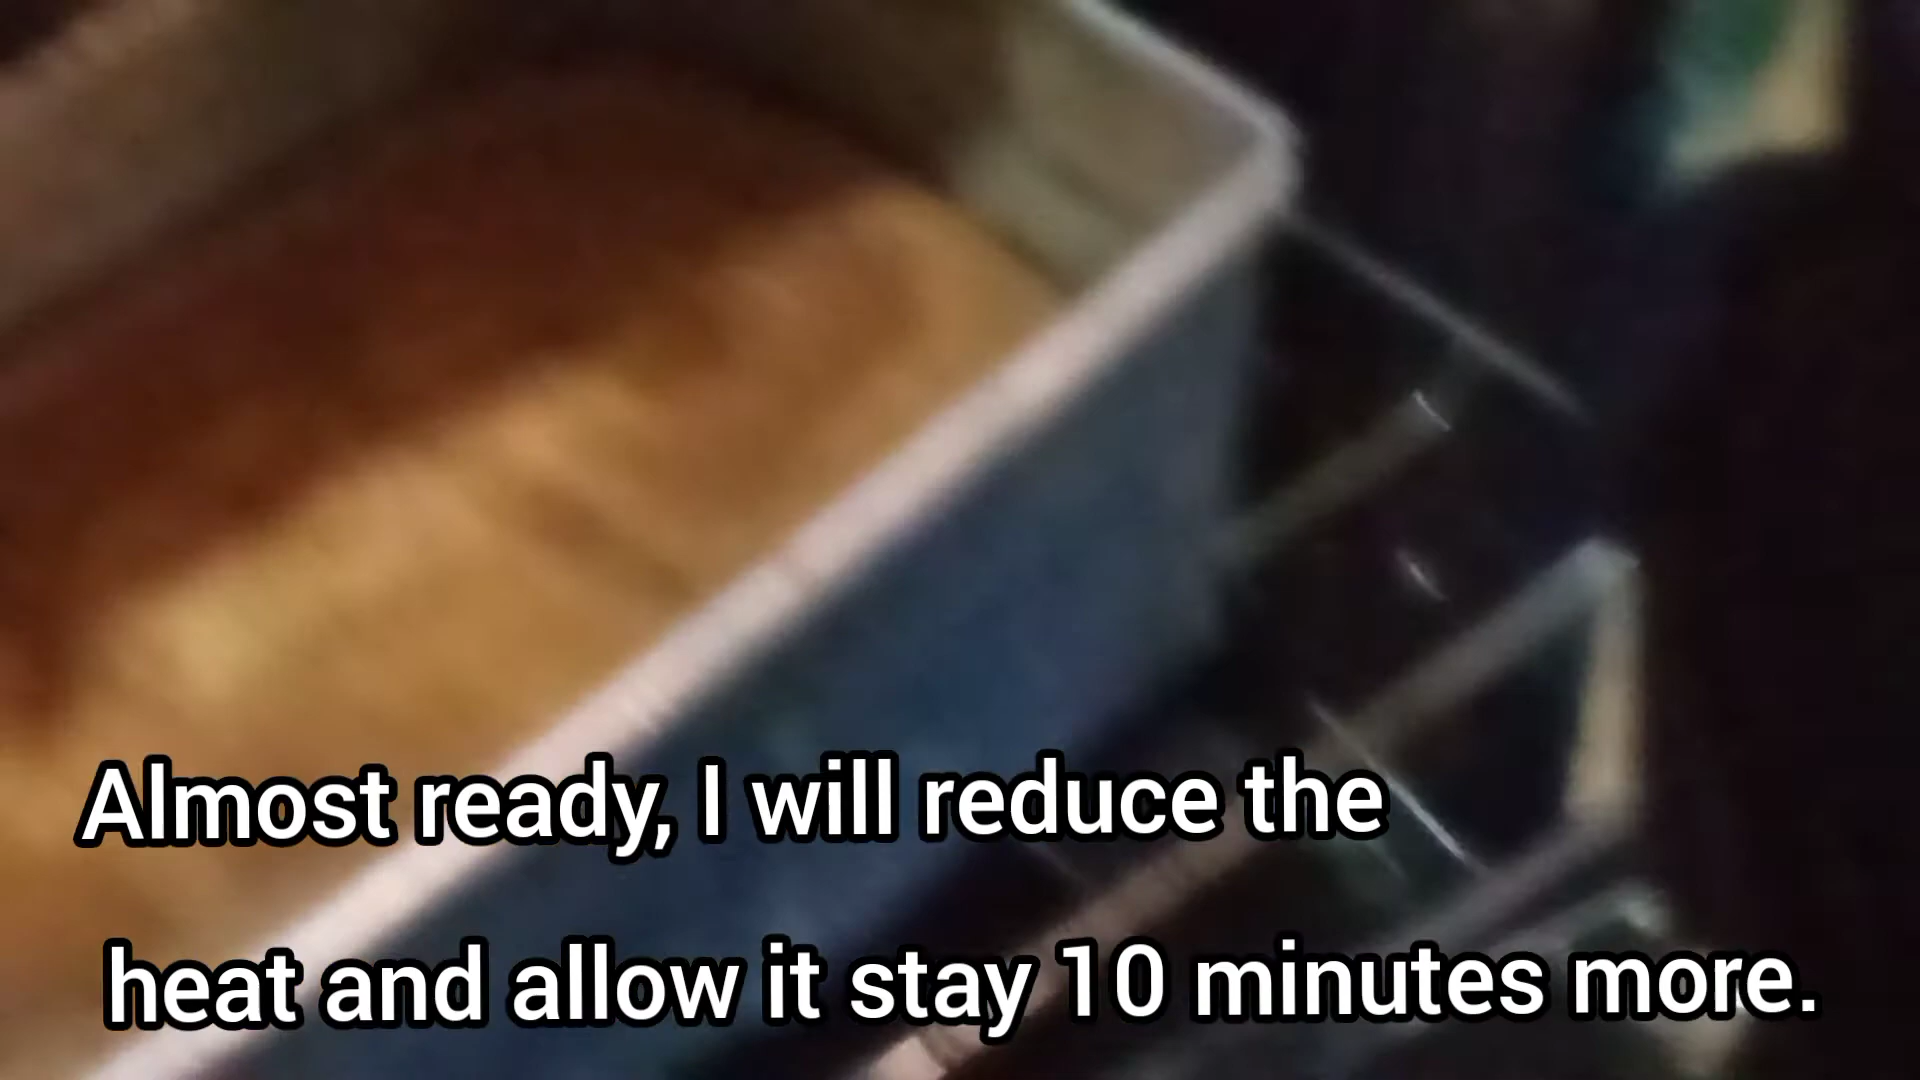 Almost ready, I will reduce the
heat and allow it stay 10 minutes more.